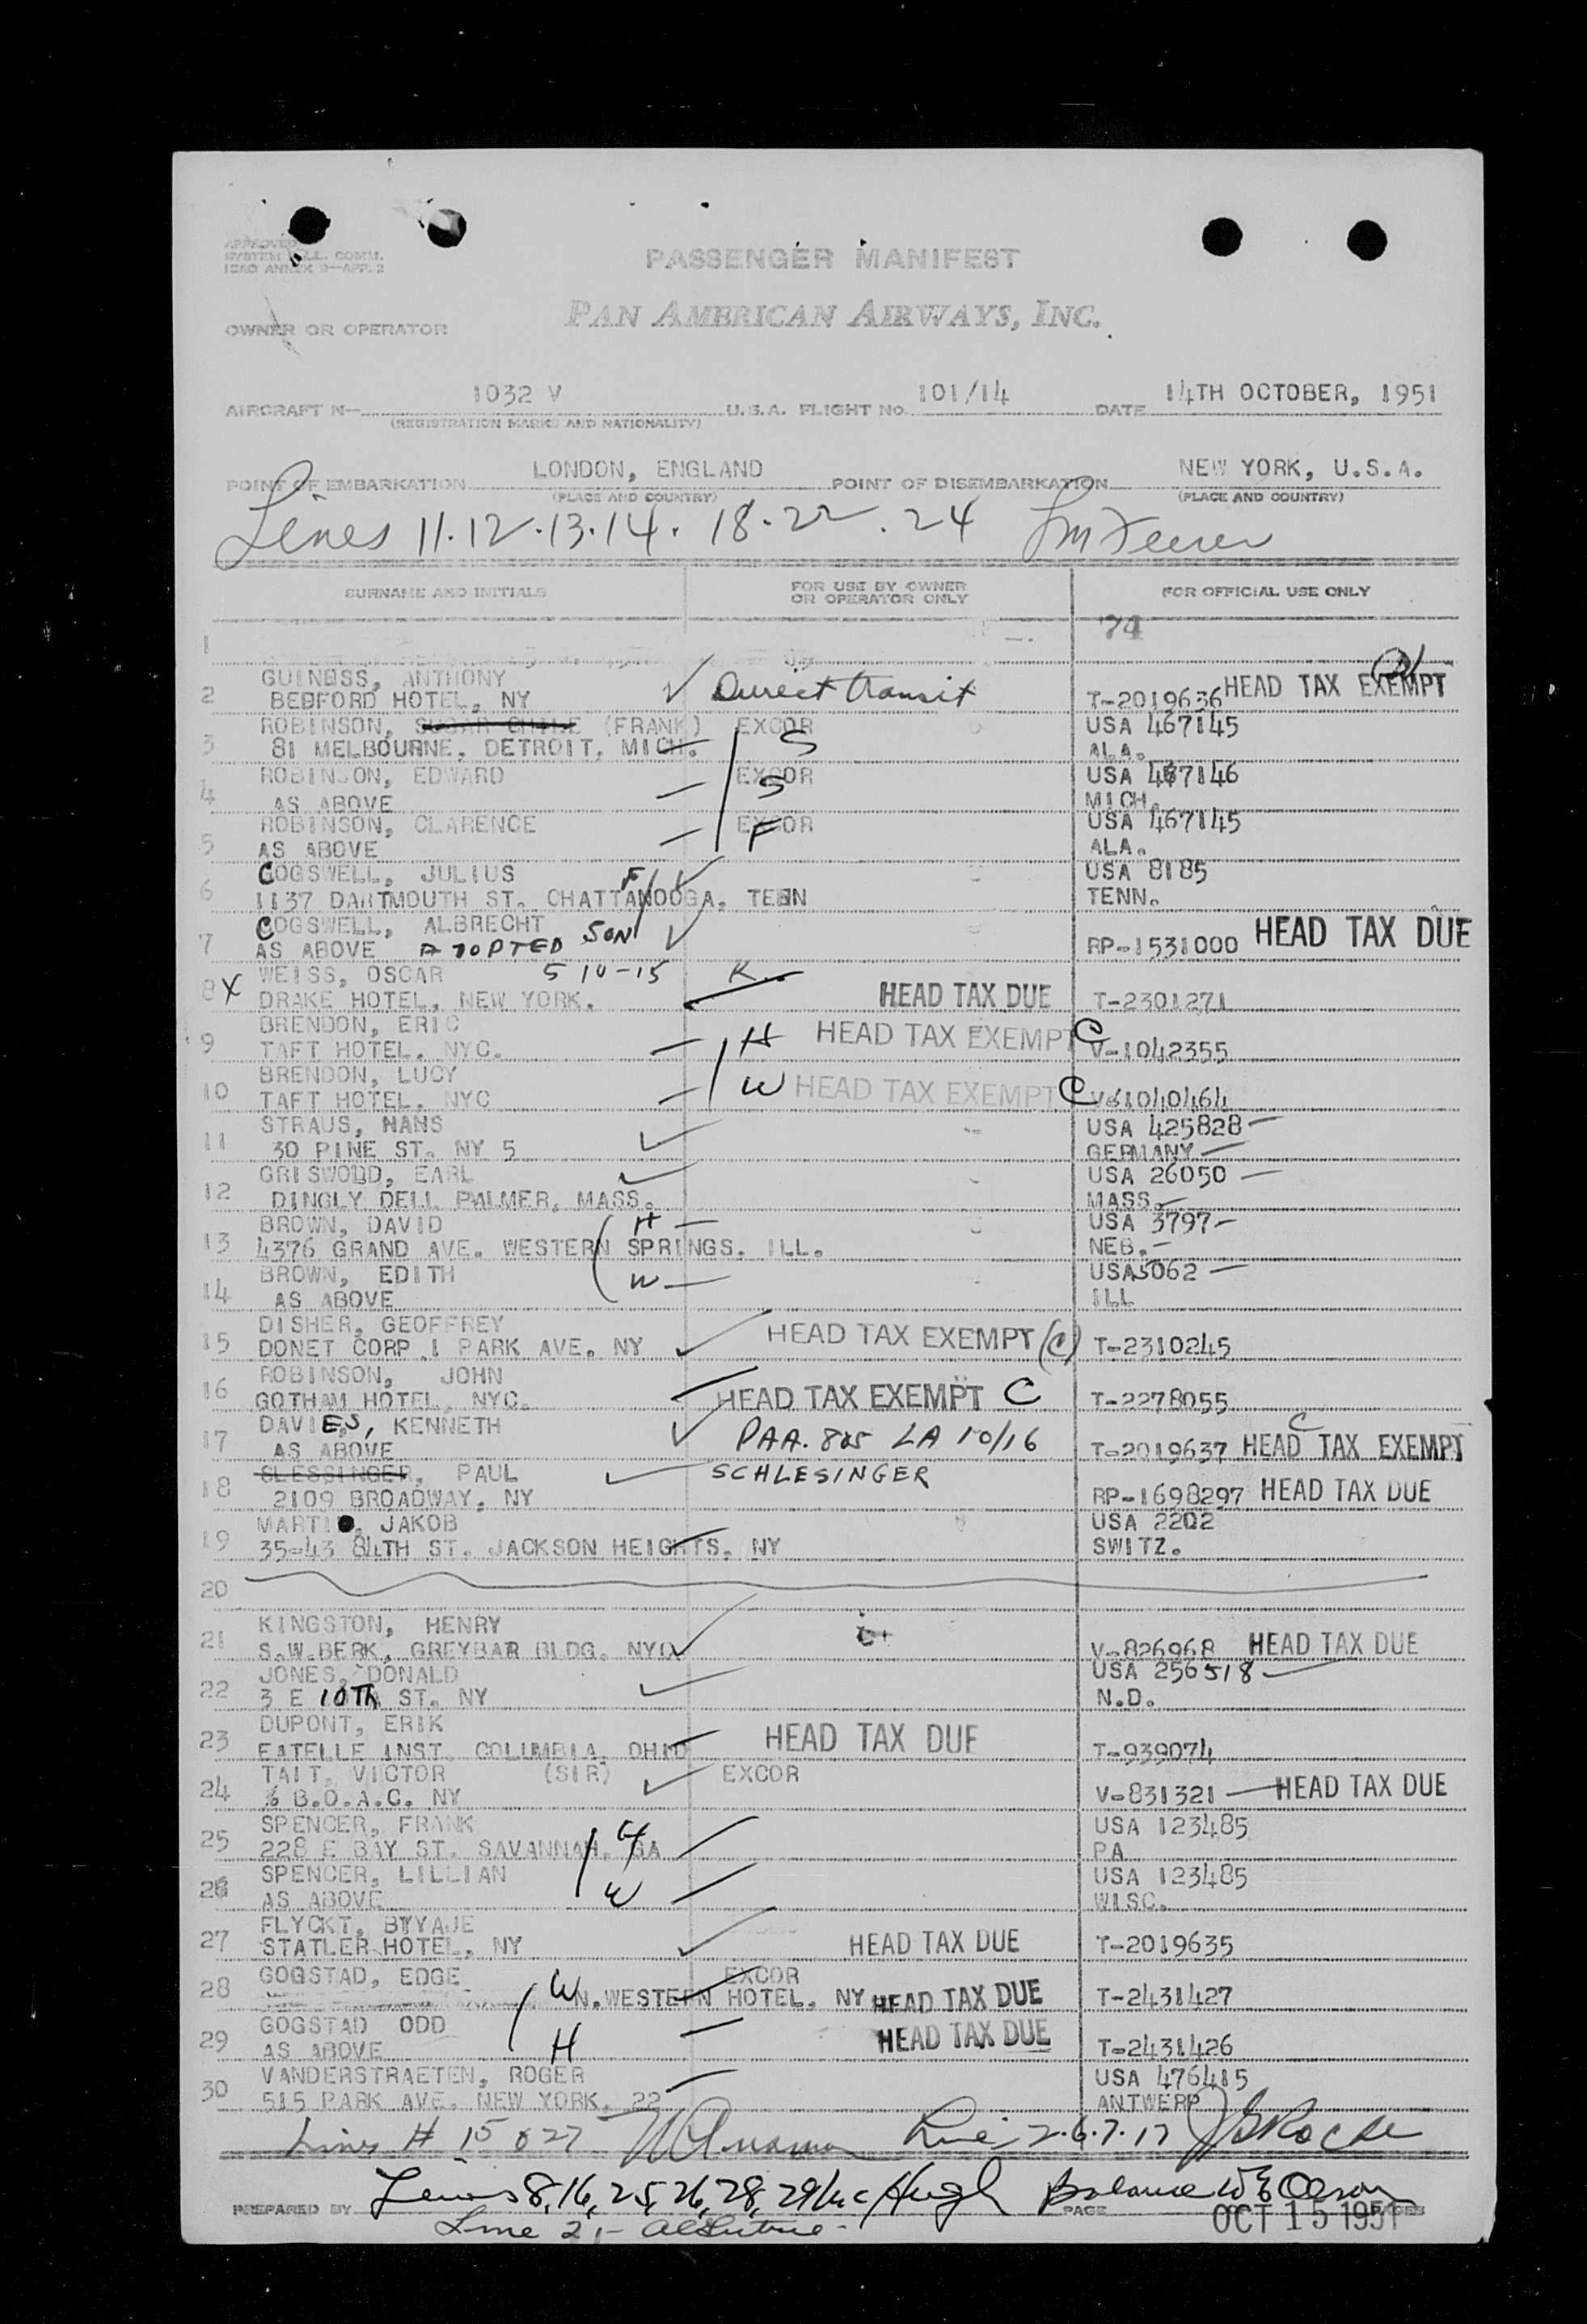 APPROVED
SYSTEM COMM.
ICAO ANNEX 9—APP. 2
PASSENGER MANIFEST
PAN AMERICAN AIRWAYS, INC.
OWNER OR OPERATOR
AIRCRAFT N— 1032 V U.S.A. FLIGHT No. 101/14 DATE 14TH OCTOBER, 1951
(REGISTRATION MARKS AND NATIONALITY)
POINT OF EMBARKATION LONDON, ENGLAND POINT OF DISEMBARKATION NEW YORK, U.S.A.
(PLACE AND COUNTRY) (PLACE AND COUNTRY)
Lines 11.12.13.14. 18.22.24
SURNAME AND INITIALS FOR USE BY OWNER OR OPERATOR ONLY FOR OFFICIAL USE ONLY
1 74
GUINESS, ANTHONY
2 BEDFORD HOTEL, NY Direct transit T-2019636 HEAD TAX EXEMPT
ROBINSON, SUGAR CHILE (FRANK) EXCOR USA 467145
3 81 MELBOURNE, DETROIT, MICH. S ALA.
ROBINSON, EDWARD EXCOR USA 467146
4 AS ABOVE S MICH.
ROBINSON, CLARENCE EXCOR USA 467145
5 AS ABOVE F ALA.
COGSWELL, JULIUS F USA 8185
6 1137 DARTMOUTH ST. CHATTANOOGA, TENN TENN.
COGSWELL, ALBRECHT
7 AS ABOVE ADOPTED SON RP-1531000 HEAD TAX DUE
WEISS, OSCAR 5 10-15 K
8 X DRAKE HOTEL, NEW YORK. HEAD TAX DUE T-2301271
BRENDON, ERIC
9 TAFT HOTEL, NYC. H HEAD TAX EXEMPT C V-1042355
BRENDON, LUCY
10 TAFT HOTEL, NYC W HEAD TAX EXEMPT C V-1040464
STRAUS, HANS USA 425828
11 30 PINE ST. NY 5 GERMANY
GRISWOLD, EARL USA 26050
12 DINGLY DELL PALMER, MASS. MASS.
BROWN, DAVID H USA 3797
13 4376 GRAND AVE. WESTERN SPRINGS. ILL. NEB.
BROWN, EDITH USA5062
14 AS ABOVE W ILL
DISHER, GEOFFREY
15 DONET CORP 1 PARK AVE. NY HEAD TAX EXEMPT (C) T-2310245
ROBINSON, JOHN
16 GOTHAM HOTEL, NYC. HEAD TAX EXEMPT C T-2278055
DAVIES, KENNETH C
17 AS ABOVE PAA. 805 LA 10/16 T-2019637 HEAD TAX EXEMPT
SLESSINGER, PAUL SCHLESINGER
18 2109 BROADWAY, NY RP-1698297 HEAD TAX DUE
MARTI, JAKOB USA 2202
19 35-43 84TH ST. JACKSON HEIGHTS, NY SWITZ.
20
KINGSTON, HENRY
21 S.W.BERK, GREYBAR BLDG. NYC V-826968 HEAD TAX DUE
JONES, DONALD USA 256518
22 3 E 10Th ST. NY N.D.
DUPONT, ERIK
23 EATELLE INST. COLUMBIA, OHIO HEAD TAX DUE T-939074
TAIT, VICTOR (SIR) EXCOR
24 % B.O.A.C. NY V-831321 HEAD TAX DUE
SPENCER, FRANK H USA 123485
25 228 E BAY ST. SAVANNAH, GA PA
SPENCER, LILLIAN USA 123485
26 AS ABOVE W WISC.
FLYCKT, BTYAJE
27 STATLER HOTEL, NY HEAD TAX DUE T-2019635
GOGSTAD, EDGE EXCOR
28 W N.WESTERN HOTEL, NY HEAD TAX DUE T-2431427
GOGSTAD ODD
29 AS ABOVE H HEAD TAX DUE T-2431426
VANDERSTRAETEN, ROGER USA 476415
30 515 PARK AVE. NEW YORK, 22 ANTWERP
Lines # 15 & 27 Line 2.6.7.17
PREPARED BY Lines 8,16,25,26,28,29 McHugh Balance W E Olson PAGE OCT 15 1951
Line 21-